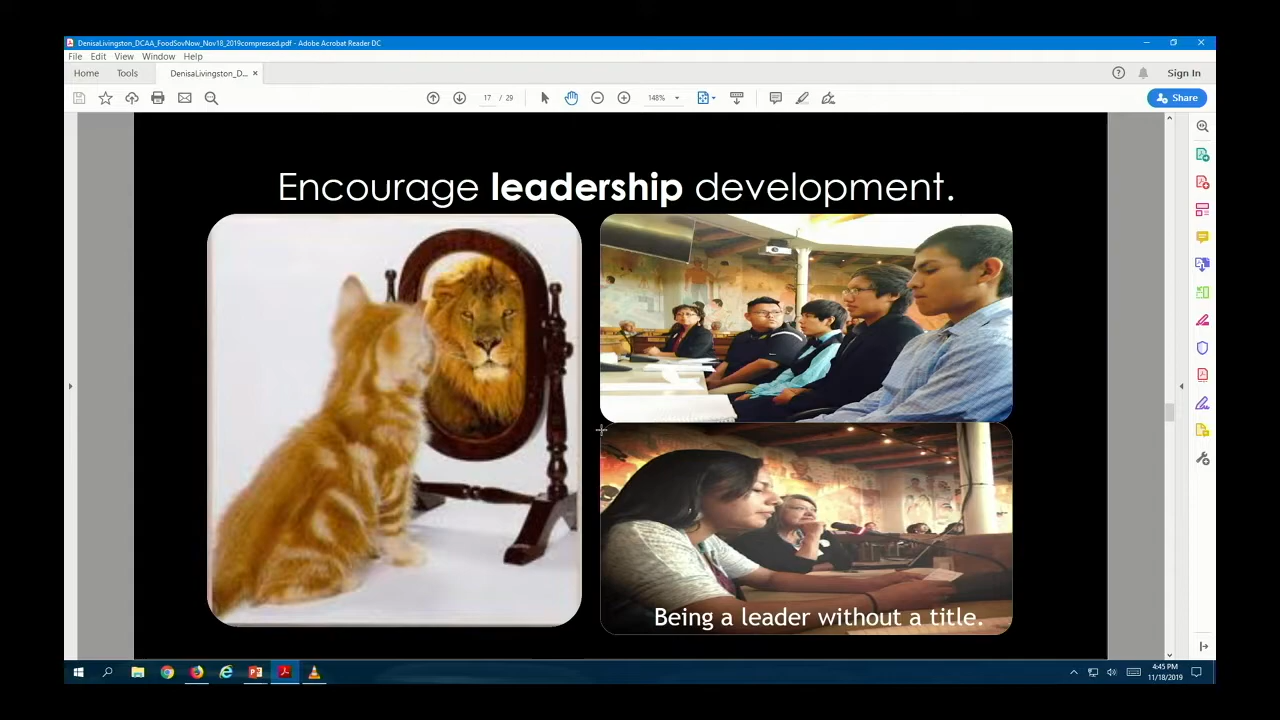 DenisaLivingston_DCAA_FoodSovNow_Nov18_2019compressed.pdf - Adobe Acrobat Reader DC
File Edit View Window Help
Home Tools DenisaLivingston_D... × Sign In
17 / 29 148% Share
Encourage leadership development.
Being a leader without a title.
4:45 PM
11/18/2019